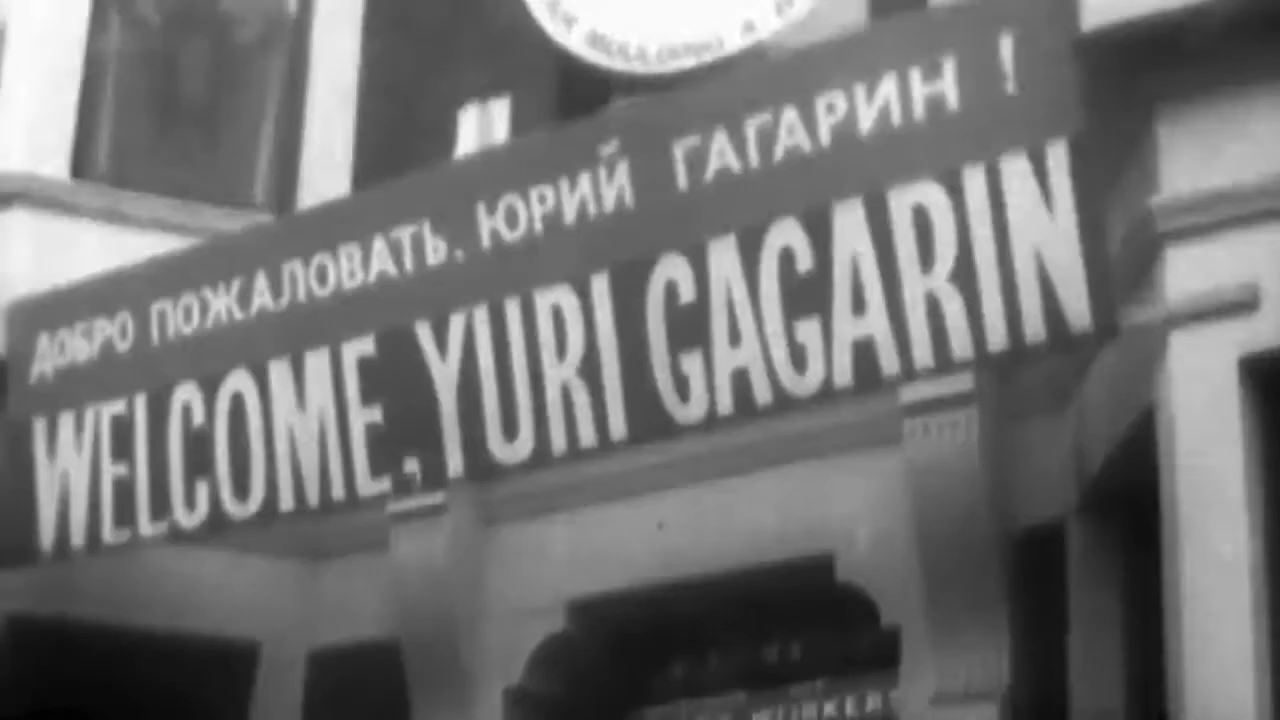 ДОБРО ПОЖАЛОВАТЬ, ЮРИЙ ГАГАРИН !
WELCOME, YURI GAGARIN